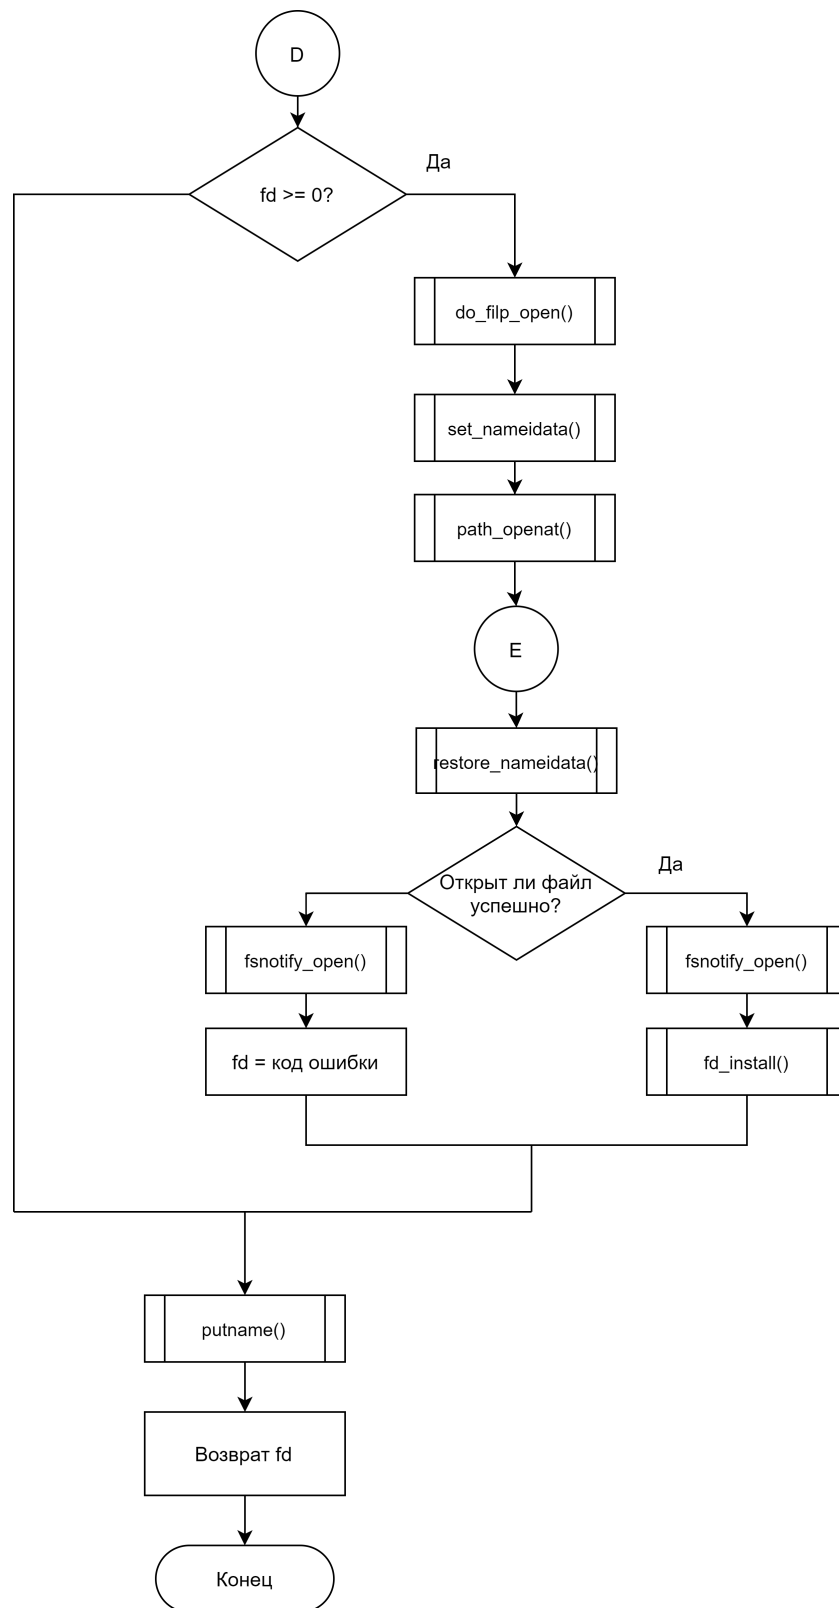 D
Да
fd >= 0?
do_filp_open()
set_nameidata()
path_openat()
E
restore_nameidata()
Да
Открыт ли файл
успешно?
fsnotify_open()
fsnotify_open()
fd = код ошибки
fd_install()
putname()
Возврат fd
Конец